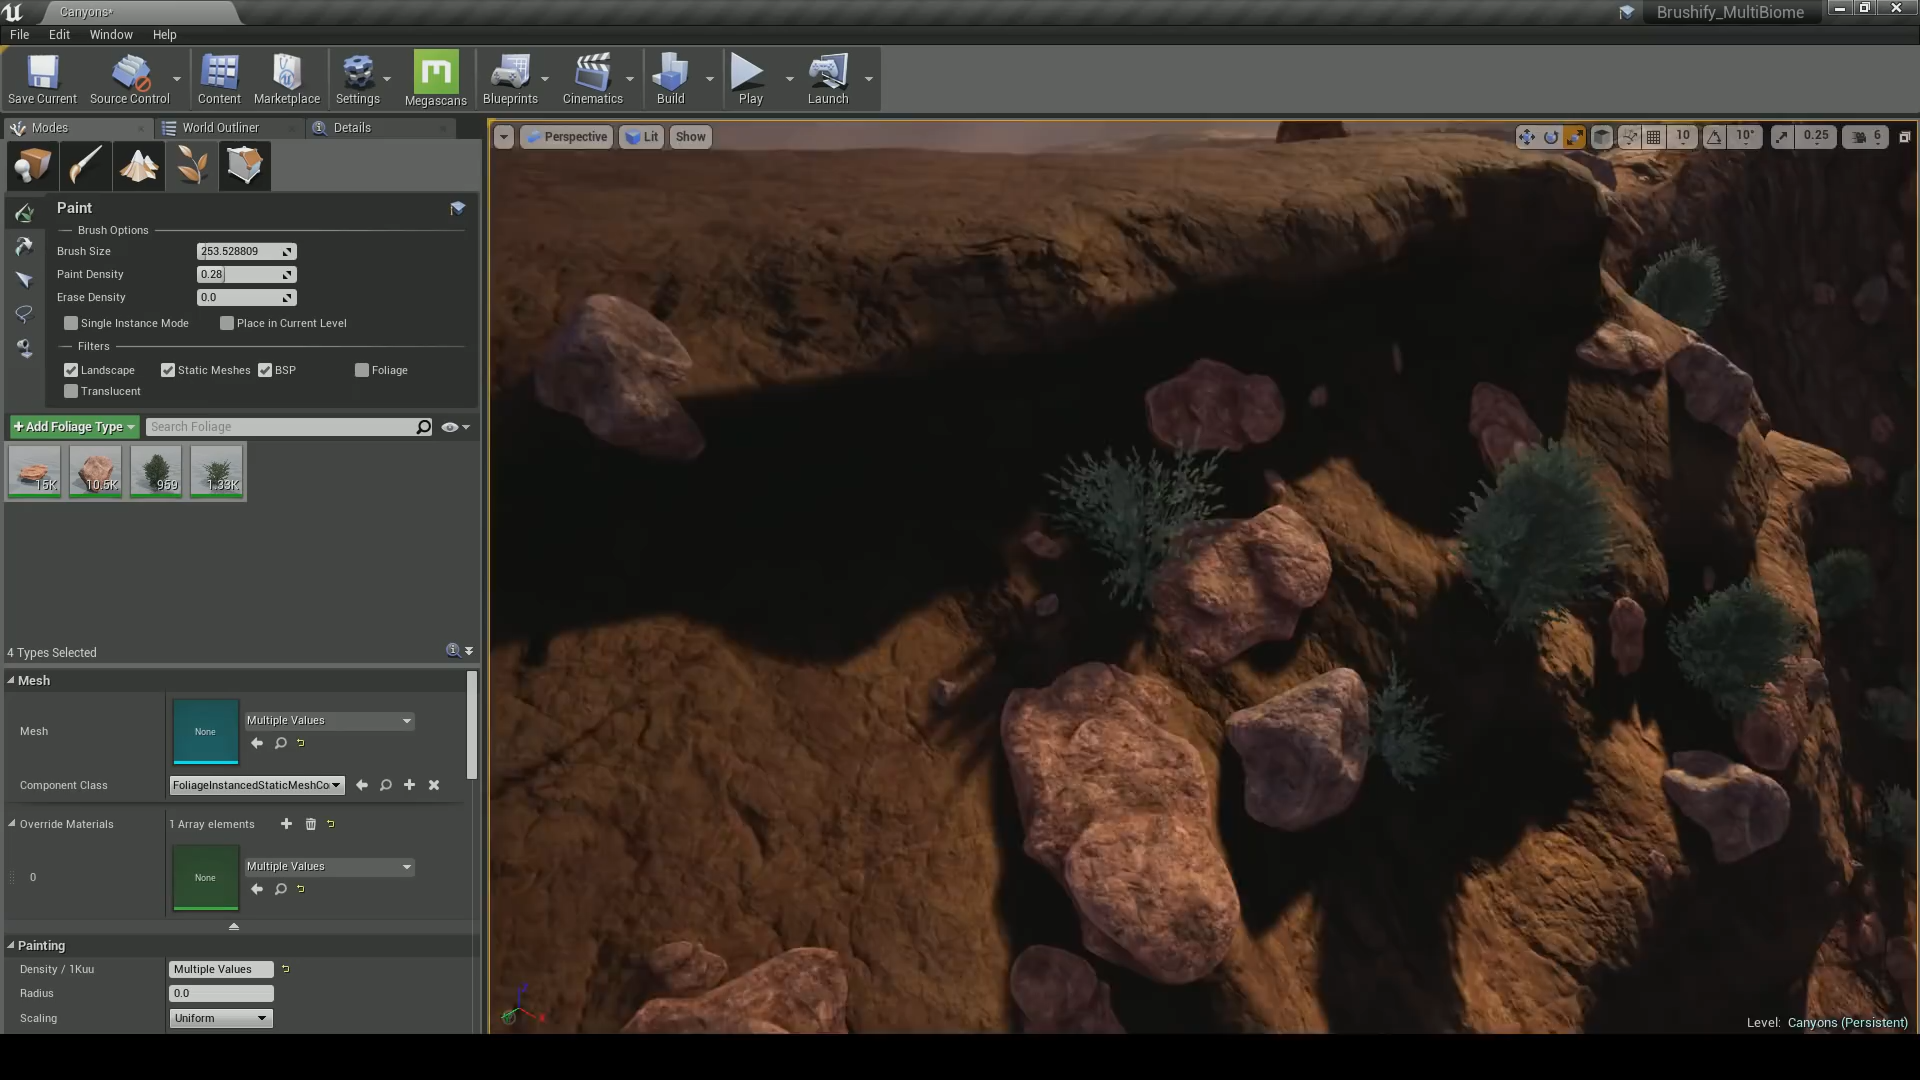 Canyons*
Brushify_MultiBiome
File Edit Window Help
Save Current Source Control Content Marketplace Settings Megascans Blueprints Cinematics Build Play Launch
Modes World Outliner Details
Perspective Lit Show 10 10° 0.25 6
Paint
Brush Options
Brush Size 253.528809
Paint Density 0.28
Erase Density 0.0
Single Instance Mode Place in Current Level
Filters
Landscape Static Meshes BSP Foliage
Translucent
+ Add Foliage Type Search Foliage
15K 10.5K 959 1.33K
4 Types Selected
Mesh
Mesh None Multiple Values
Component Class FoliageInstancedStaticMeshCo
Override Materials 1 Array elements
0 None Multiple Values
Painting
Density / 1Kuu Multiple Values
Radius 0.0
Scaling Uniform
Level: Canyons (Persistent)